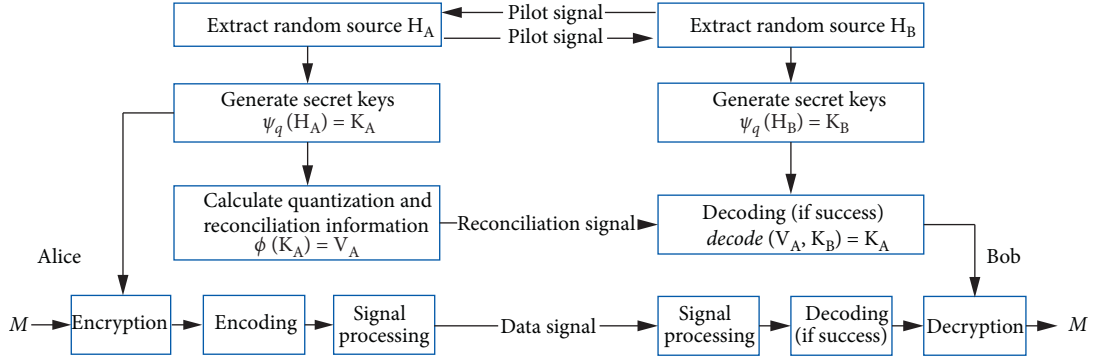 Extract random source H_A
Pilot signal
Pilot signal
Extract random source H_B
Generate secret keys
ψ_q (H_A) = K_A
Generate secret keys
ψ_q (H_B) = K_B
Calculate quantization and
reconciliation information
ϕ (K_A) = V_A
Reconciliation signal
Decoding (if success)
decode (V_A, K_B) = K_A
Alice
Bob
M
Encryption
Encoding
Signal
processing
Data signal
Signal
processing
Decoding
(if success)
Decryption
M